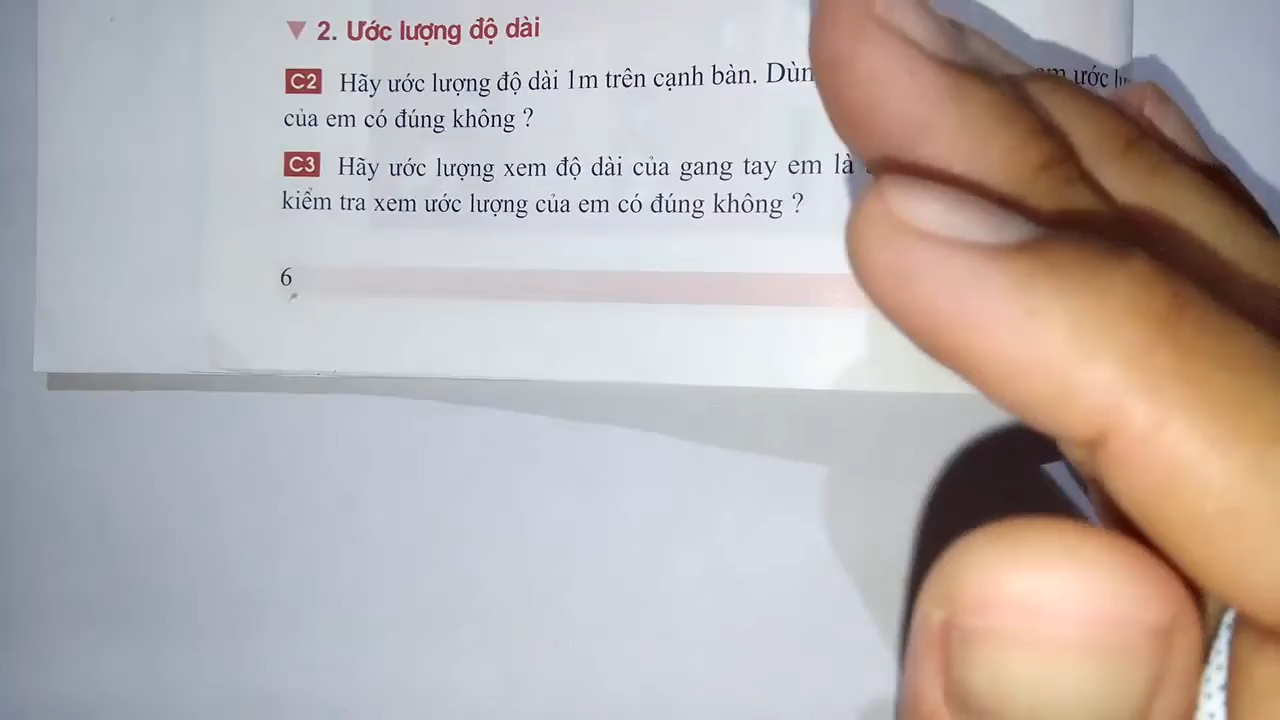 2. Ước lượng độ dài
C2 Hãy ước lượng độ dài 1m trên cạnh bàn. ước
của em có đúng không ?
C3 Hãy ước lượng xem độ dài của gang tay em là
kiểm tra xem ước lượng của em có đúng không ?
6